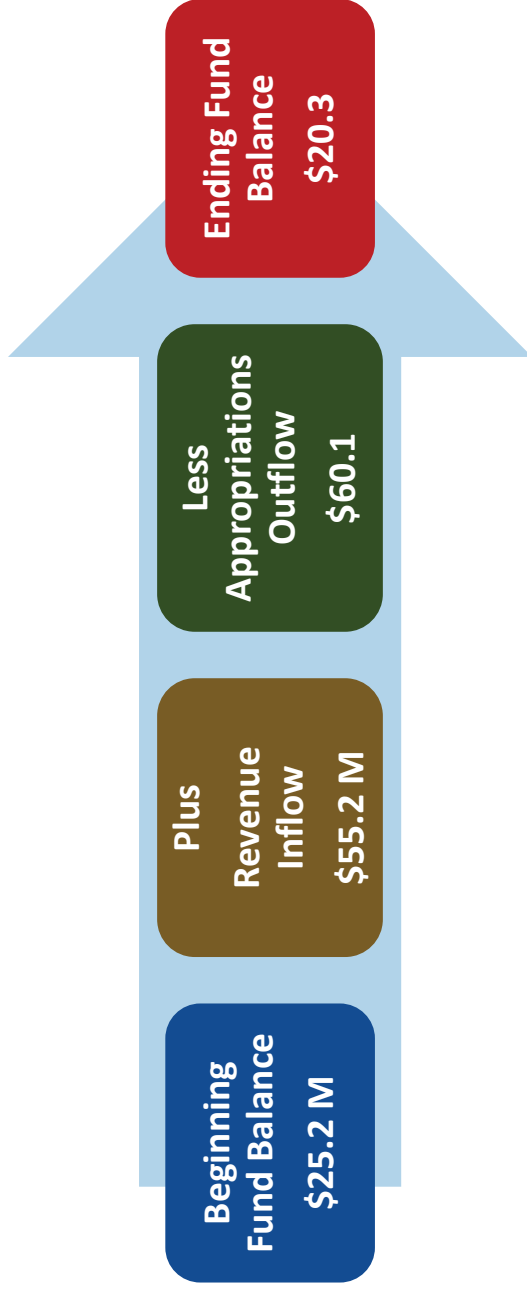 Beginning
Fund Balance
$25.2 M
Plus
Revenue
Inflow
$55.2 M
Less
Appropriations
Outflow
$60.1
Ending Fund
Balance
$20.3